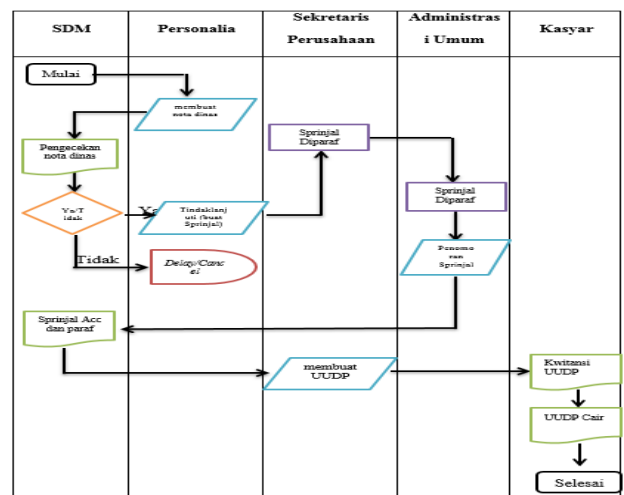 SDM
Personalia
Sekretaris
Perusahaan
Administras
i Umum
Kasyar
Mulai
membuat
nota dinas
Pengecekan
nota dinas
Sprinjal
Diparaf
Ya/T
idak
Ya
Tindaklanj
uti (buat
Sprinjal)
Sprinjal
Diparaf
Tidak
Delay/Canc
el
Penomo
ran
Sprinjal
Sprinjal Acc
dan paraf
membuat
UUDP
Kwitansi
UUDP
UUDP Cair
Selesai